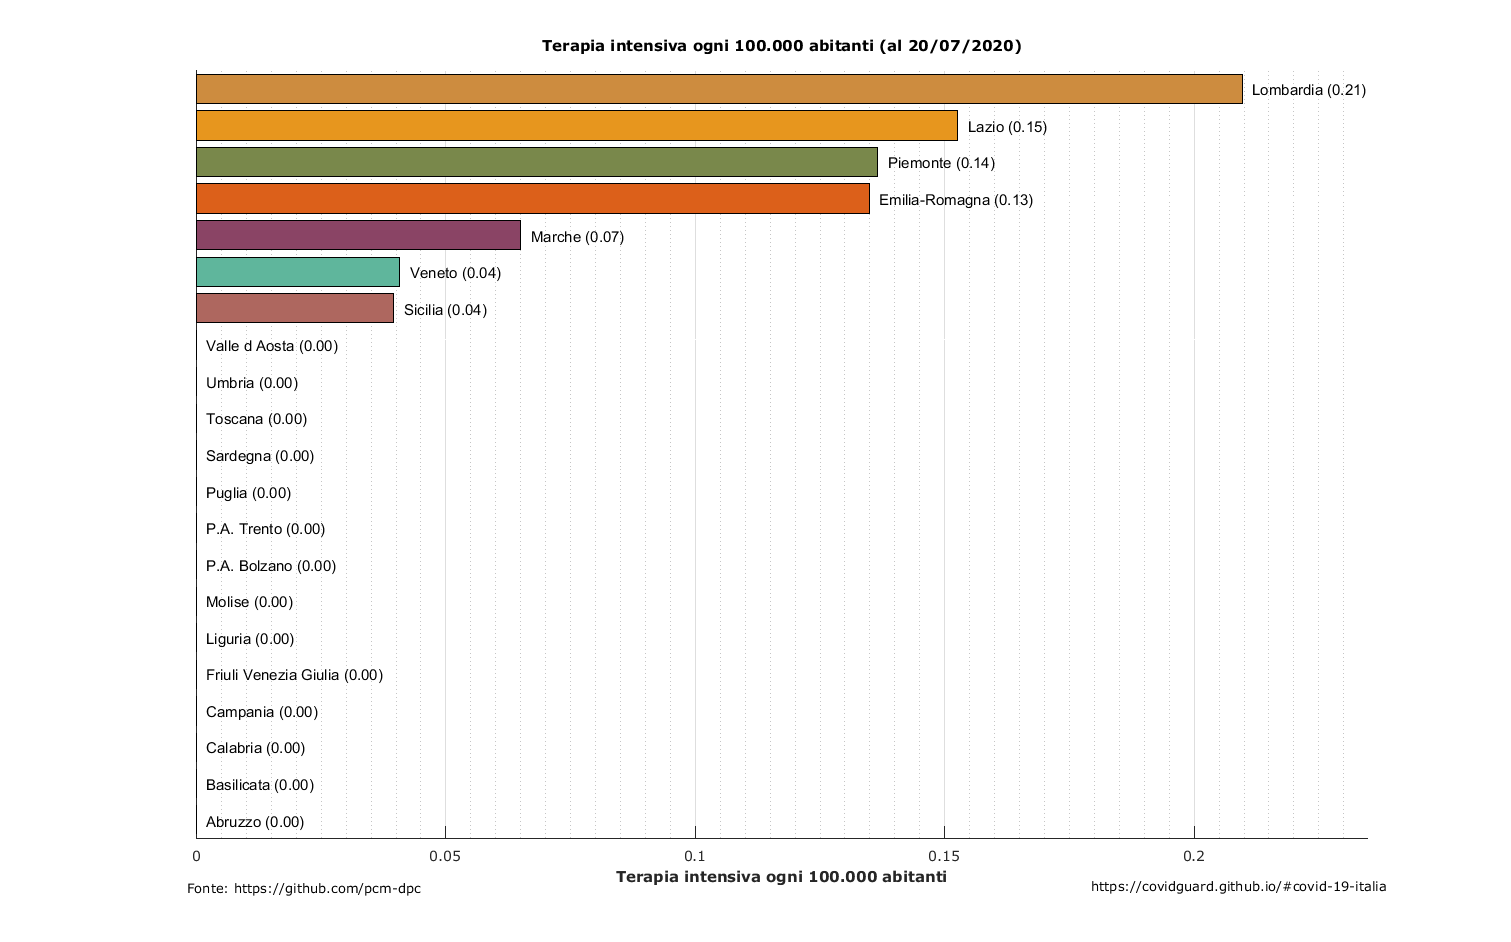 Terapia intensiva ogni 100.000 abitanti (al 20/07/2020)
Lombardia (0.21)
Lazio (0.15)
Piemonte (0.14)
Emilia-Romagna (0.13)
Marche (0.07)
Veneto (0.04)
Sicilia (0.04)
Valle d Aosta (0.00)
Umbria (0.00)
Toscana (0.00)
Sardegna (0.00)
Puglia (0.00)
P.A. Trento (0.00)
P.A. Bolzano (0.00)
Molise (0.00)
Liguria (0.00)
Friuli Venezia Giulia (0.00)
Campania (0.00)
Calabria (0.00)
Basilicata (0.00)
Abruzzo (0.00)
0 0.05 0.1 0.15 0.2
Terapia intensiva ogni 100.000 abitanti
Fonte: https://github.com/pcm-dpc
https://covidguard.github.io/#covid-19-italia